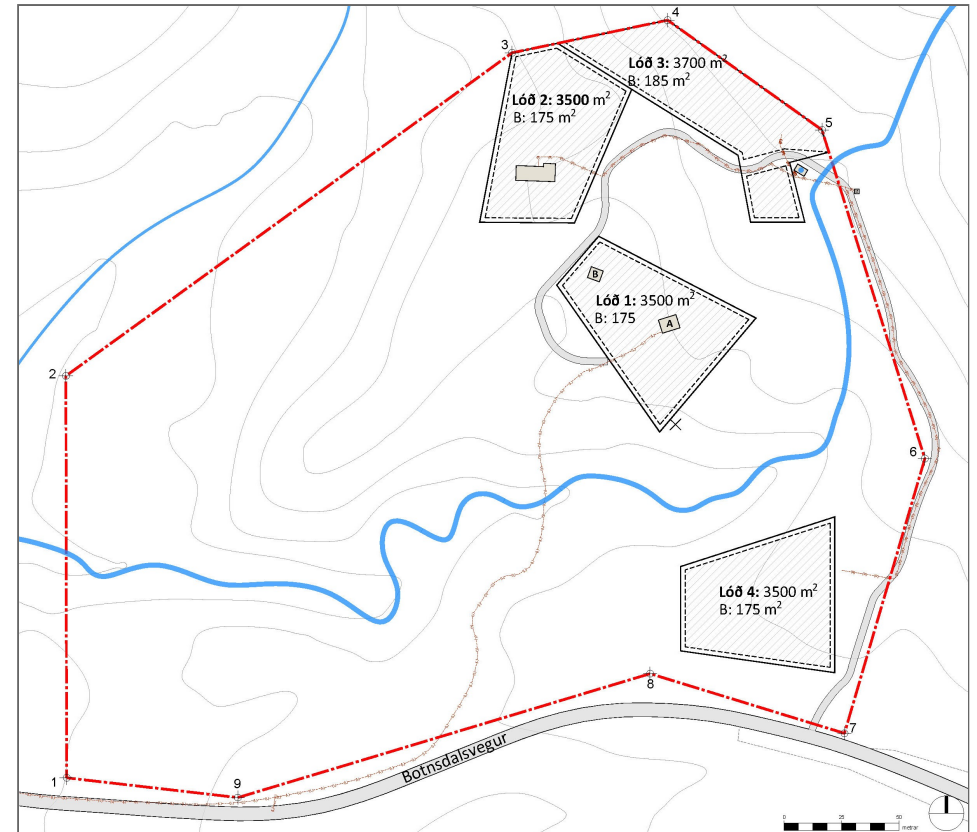 4
3
Lóð 3: 3700 m²
B: 185 m²
Lóð 2: 3500 m²
B: 175 m²
5
B
Lóð 1: 3500 m²
B: 175
A
2
6
Lóð 4: 3500 m²
B: 175 m²
8
7
Botnsdalsvegur
1
9
0
25
50
metrar